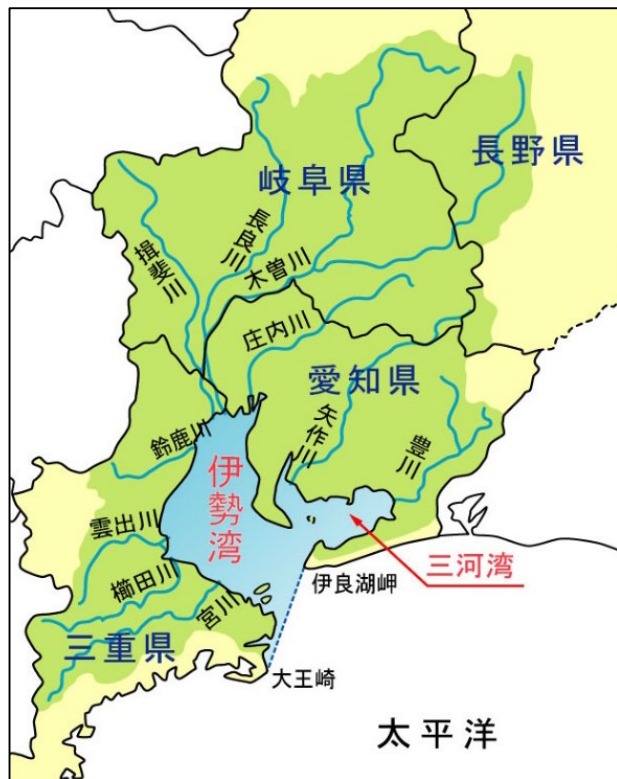 長野県
岐阜県
長良川
揖斐川
木曽川
庄内川
愛知県
矢作川
豊川
鈴鹿川
伊勢湾
雲出川
三河湾
伊良湖岬
櫛田川
宮川
三重県
大王崎
太平洋